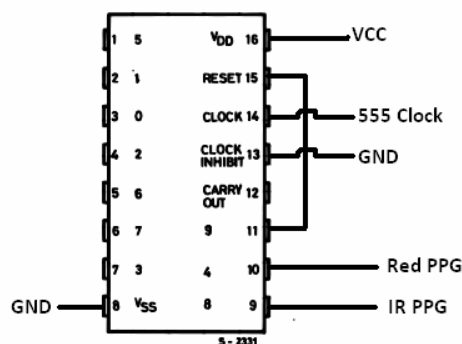 1 5 VDD 16 VCC
2 1 RESET 15
3 0 CLOCK 14 555 Clock
4 2 CLOCK INHIBIT 13 GND
5 6 CARRY OUT 12
6 7 9 11
7 3 4 10 Red PPG
GND 8 VSS 8 9 IR PPG
S - 2331